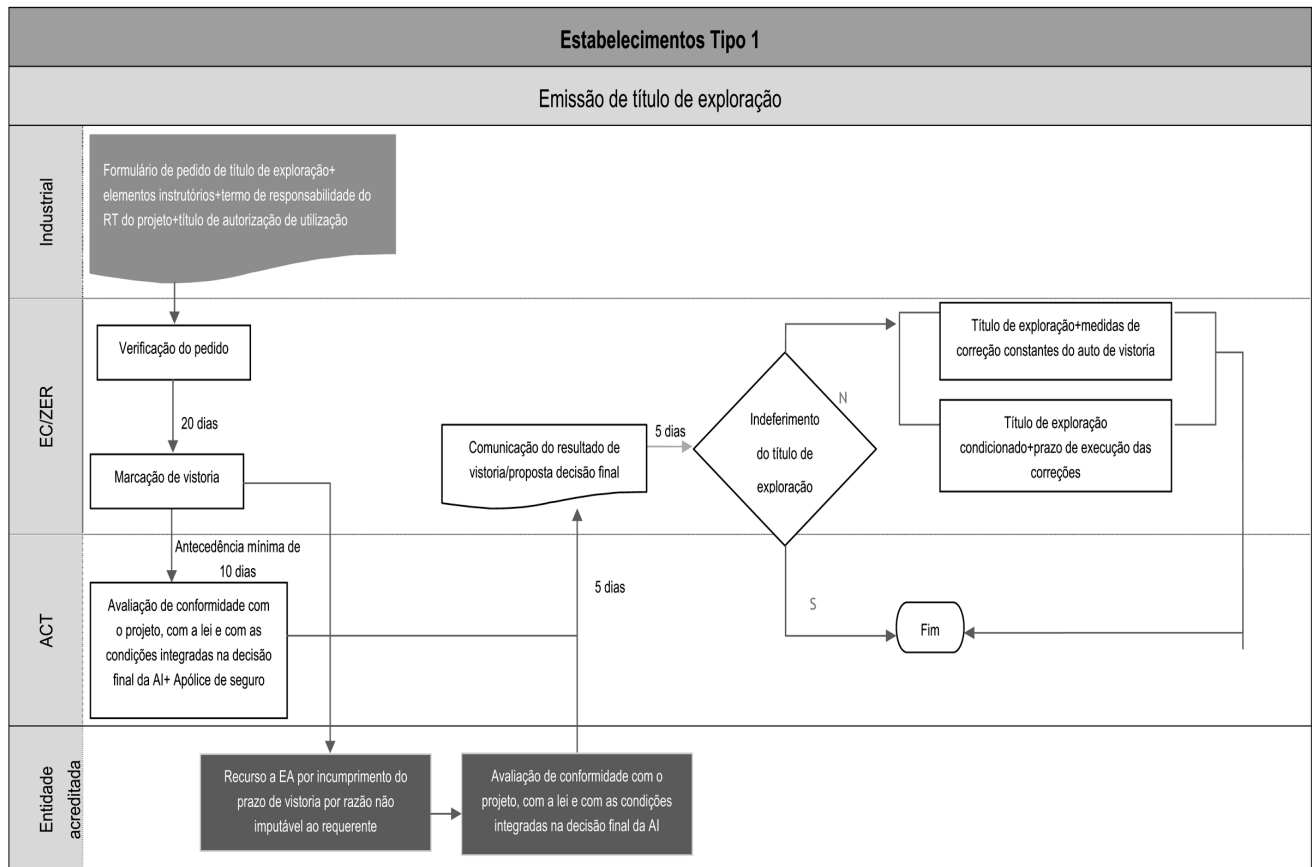 Estabelecimentos Tipo 1
Emissão de título de exploração
Industrial
Formulário de pedido de título de exploração+
elementos instrutórios+termo de responsabilidade do
RT do projeto+título de autorização de utilização
EC/ZER
Verificação do pedido
20 dias
Marcação de vistoria
Comunicação do resultado de
vistoria/proposta decisão final
5 dias
Indeferimento
do título de
exploração
N
Título de exploração+medidas de
correção constantes do auto de vistoria
Título de exploração
condicionado+prazo de execução das
correções
ACT
Antecedência mínima de
10 dias
Avaliação de conformidade com
o projeto, com a lei e com as
condições integradas na decisão
final da AI+ Apólice de seguro
5 dias
S
Fim
Entidade
acreditada
Recurso a EA por incumprimento do
prazo de vistoria por razão não
imputável ao requerente
Avaliação de conformidade com o
projeto, com a lei e com as condições
integradas na decisão final da AI